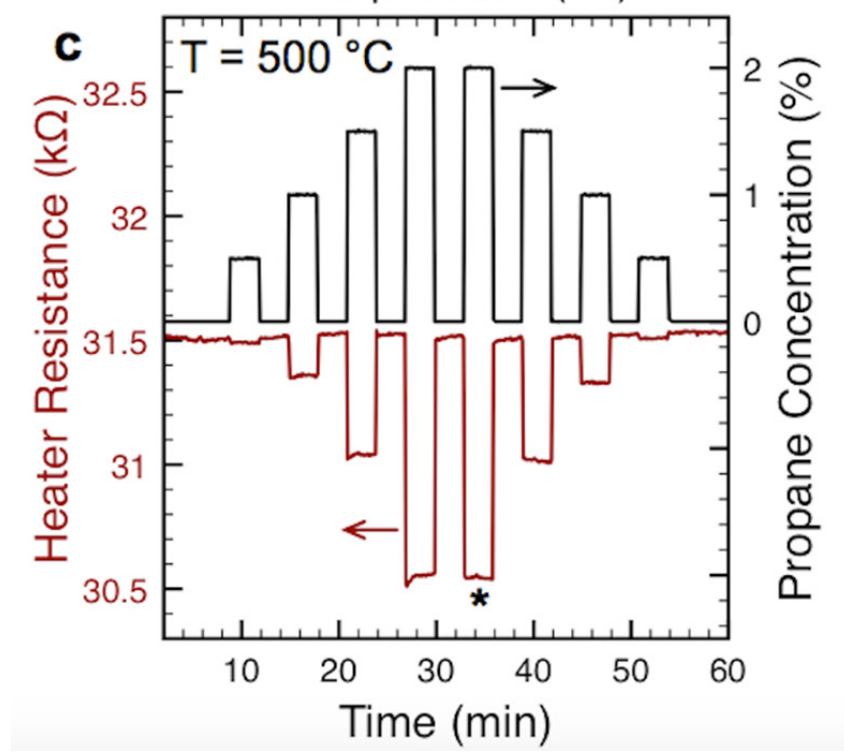 c
T = 500 °C
Heater Resistance (kΩ)
32.5
32
31.5
31
30.5
2
1
0
Propane Concentration (%)
*
10 20 30 40 50 60
Time (min)